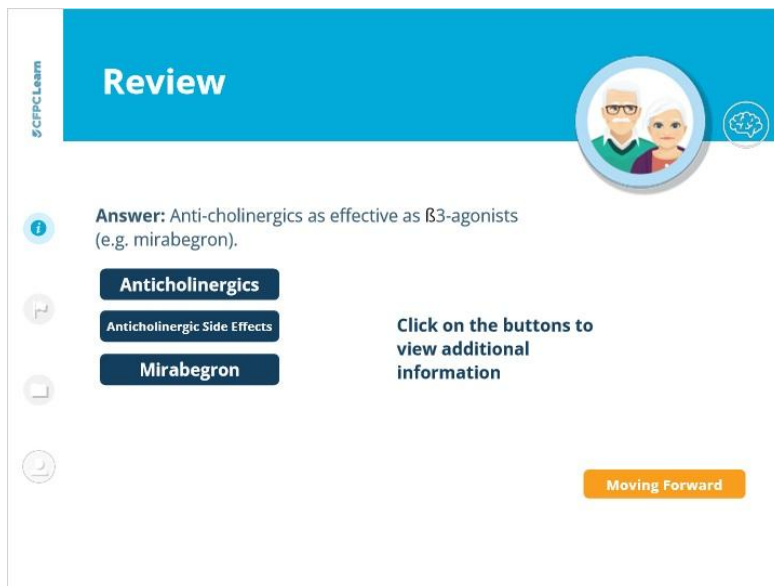 CFPCLearn
Review
Answer: Anti-cholinergics as effective as ß3-agonists
(e.g. mirabegron).
Anticholinergics
Anticholinergic Side Effects
Mirabegron
Click on the buttons to
view additional
information
Moving Forward